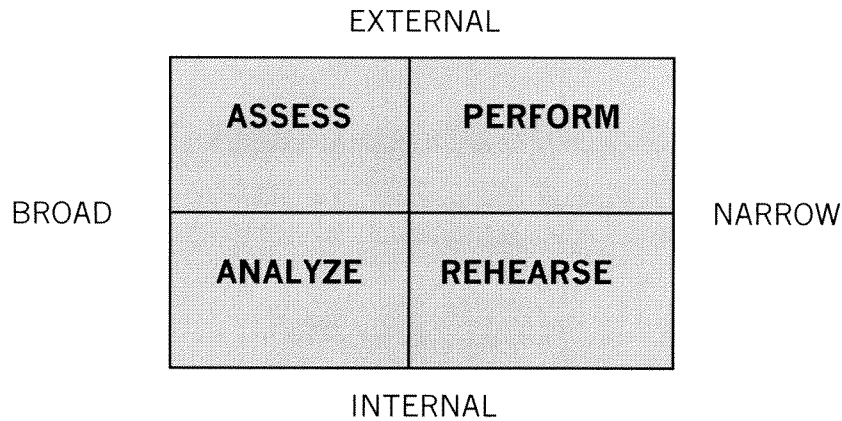 EXTERNAL
ASSESS PERFORM
BROAD NARROW
ANALYZE REHEARSE
INTERNAL